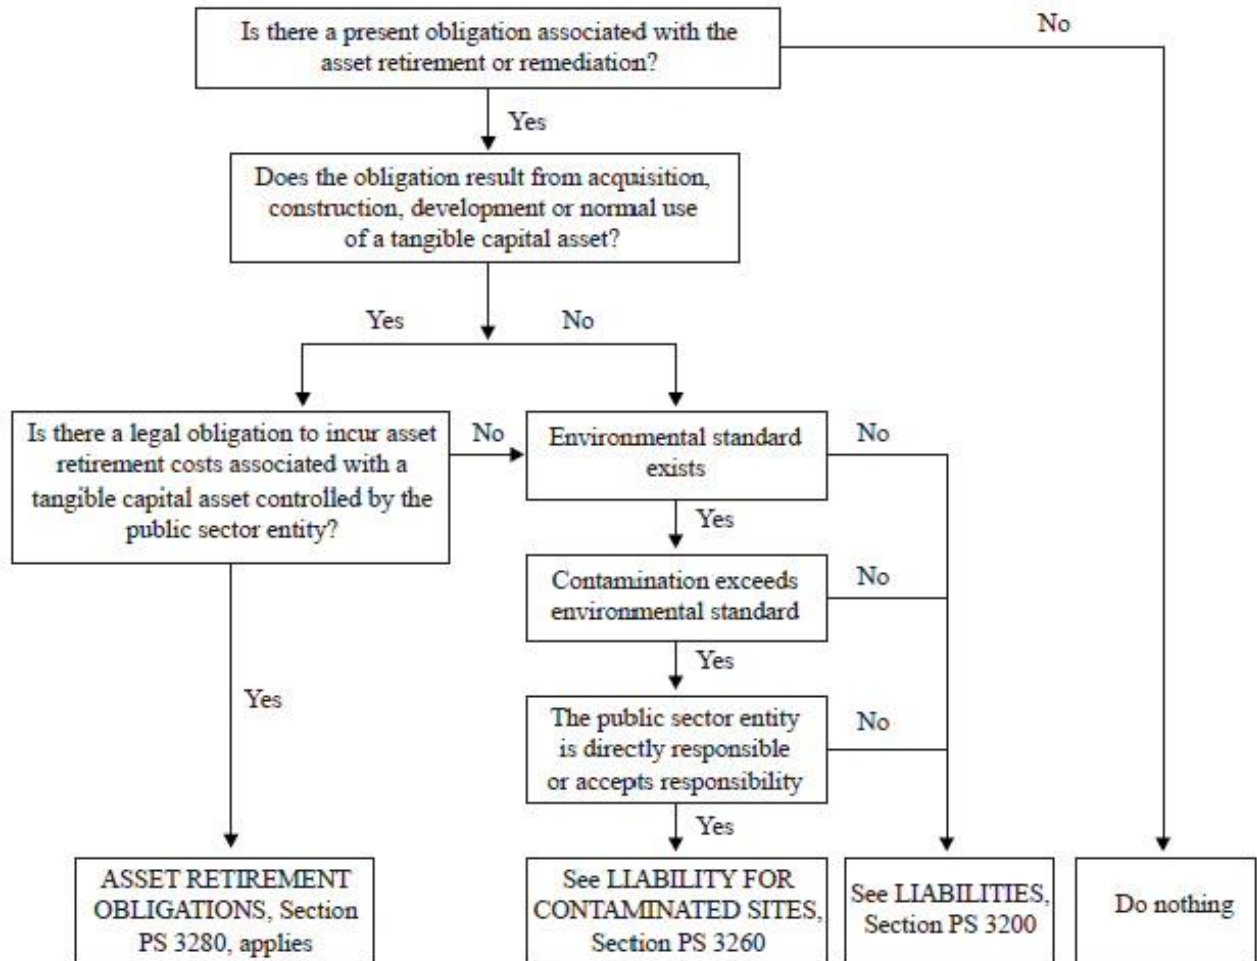 Is there a present obligation associated with the
asset retirement or remediation?
No
Yes
Does the obligation result from acquisition,
construction, development or normal use
of a tangible capital asset?
Yes
No
Is there a legal obligation to incur asset
retirement costs associated with a
tangible capital asset controlled by the
public sector entity?
No
Environmental standard
exists
No
Yes
Contamination exceeds
environmental standard
No
Yes
Yes
The public sector entity
is directly responsible
or accepts responsibility
No
Yes
ASSET RETIREMENT
OBLIGATIONS, Section
PS 3280, applies
See LIABILITY FOR
CONTAMINATED SITES,
Section PS 3260
See LIABILITIES,
Section PS 3200
Do nothing